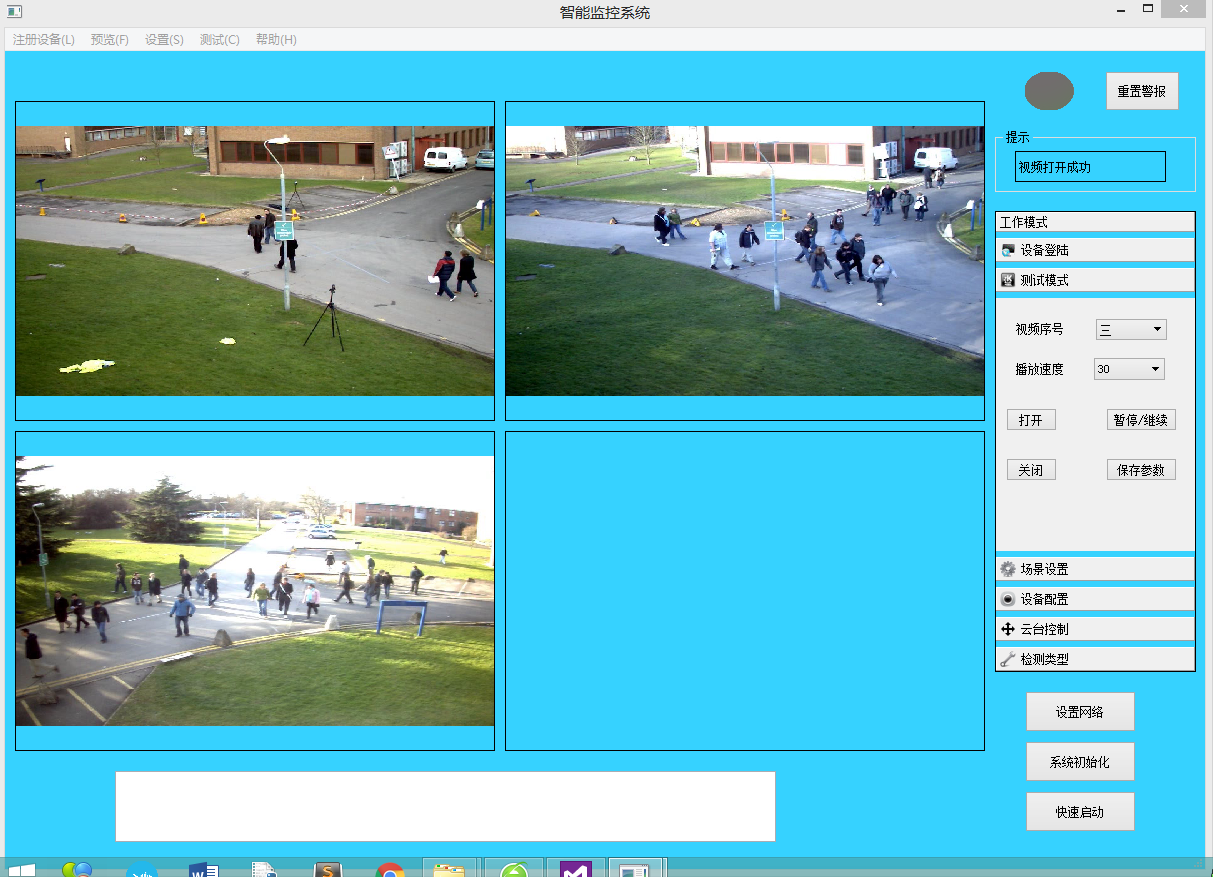 智能监控系统
注册设备(L) 预览(F) 设置(S) 测试(C) 帮助(H)
重置警报
提示
视频打开成功
工作模式
设备登陆
测试模式
视频序号 三
播放速度 30
打开 暂停/继续
关闭 保存参数
场景设置
设备配置
云台控制
检测类型
设置网络
系统初始化
快速启动